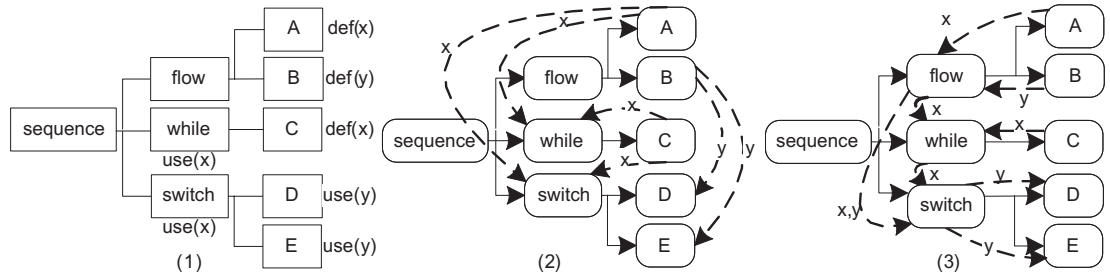 A def(x)
flow B def(y)
sequence while C def(x)
use(x)
switch D use(y)
use(x)
E use(y)
(1)
x
x
A
flow B
x
sequence while C
x
y y
switch D
E
(2)
x
A
flow B
y
x
x
sequence while C
x
y
D
switch
x,y
y
E
(3)